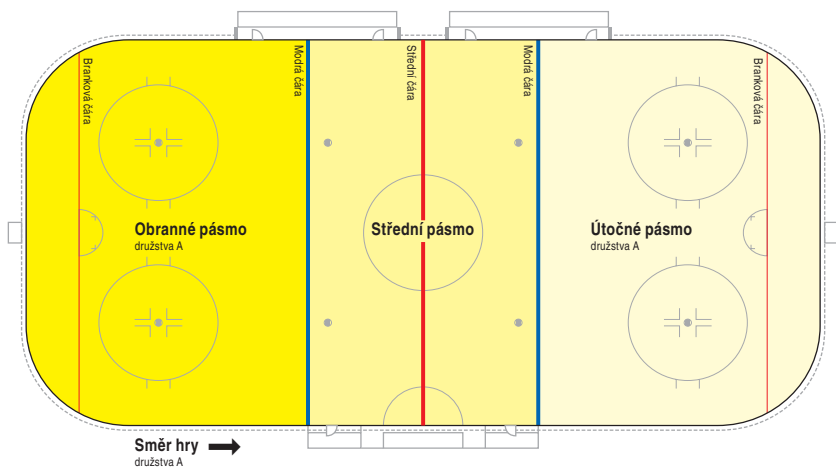 Branková čára
Modrá čára
Střední čára
Modrá čára
Branková čára
Obranné pásmo
družstva A
Střední pásmo
Útočné pásmo
družstva A
Směr hry
družstva A